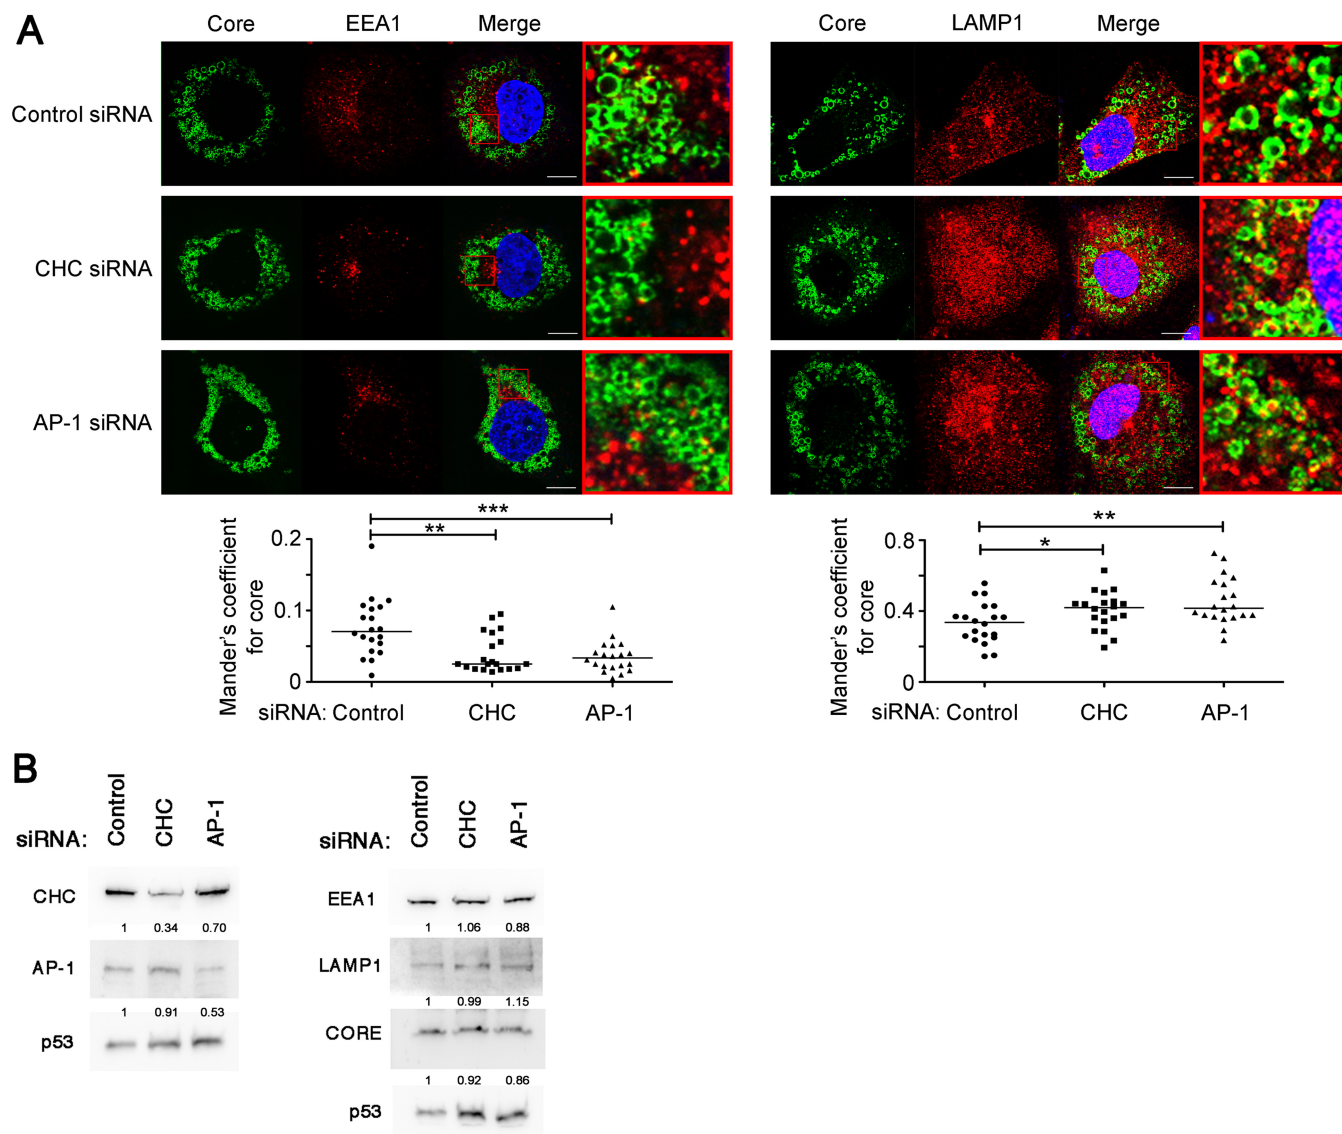 A
Core EEA1 Merge
Core LAMP1 Merge
Control siRNA
CHC siRNA
AP-1 siRNA
Mander's coefficient
for core
0.2
0.1
0
***
**
siRNA: Control CHC AP-1
Mander's coefficient
for core
0.8
0.4
0
**
*
siRNA: Control CHC AP-1
B
siRNA: Control CHC AP-1
CHC
1 0.34 0.70
AP-1
1 0.91 0.53
p53
siRNA: Control CHC AP-1
EEA1
1 1.06 0.88
LAMP1
1 0.99 1.15
CORE
1 0.92 0.86
p53